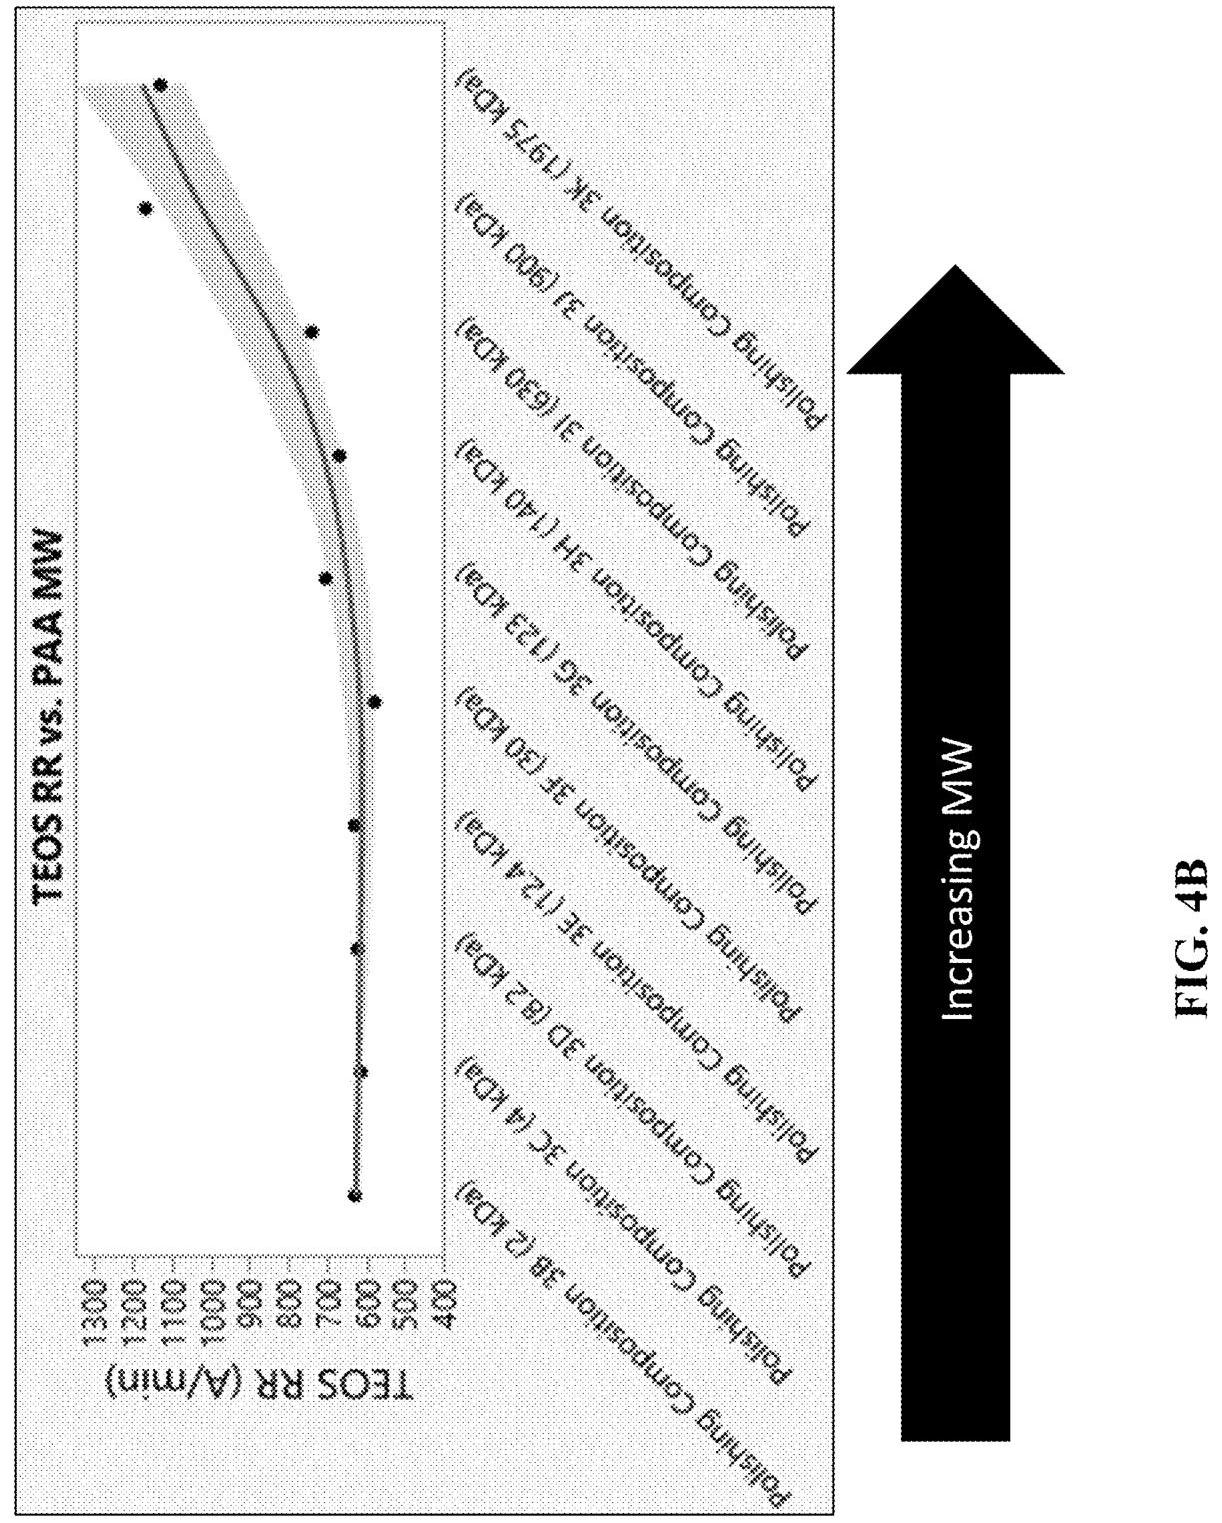 TEOS RR vs. PAA MW
TEOS RR (A/min)
1300
1200
1100
1000
900
800
700
600
500
400
Polishing Composition 3B (2 kDa)
Polishing Composition 3C (4 kDa)
Polishing Composition 3D (8.2 kDa)
Polishing Composition 3E (12.4 kDa)
Polishing Composition 3F (30 kDa)
Polishing Composition 3G (123 kDa)
Polishing Composition 3H (140 kDa)
Polishing Composition 3I (630 kDa)
Polishing Composition 3J (900 kDa)
Polishing Composition 3K (1975 kDa)
Increasing MW
FIG. 4B